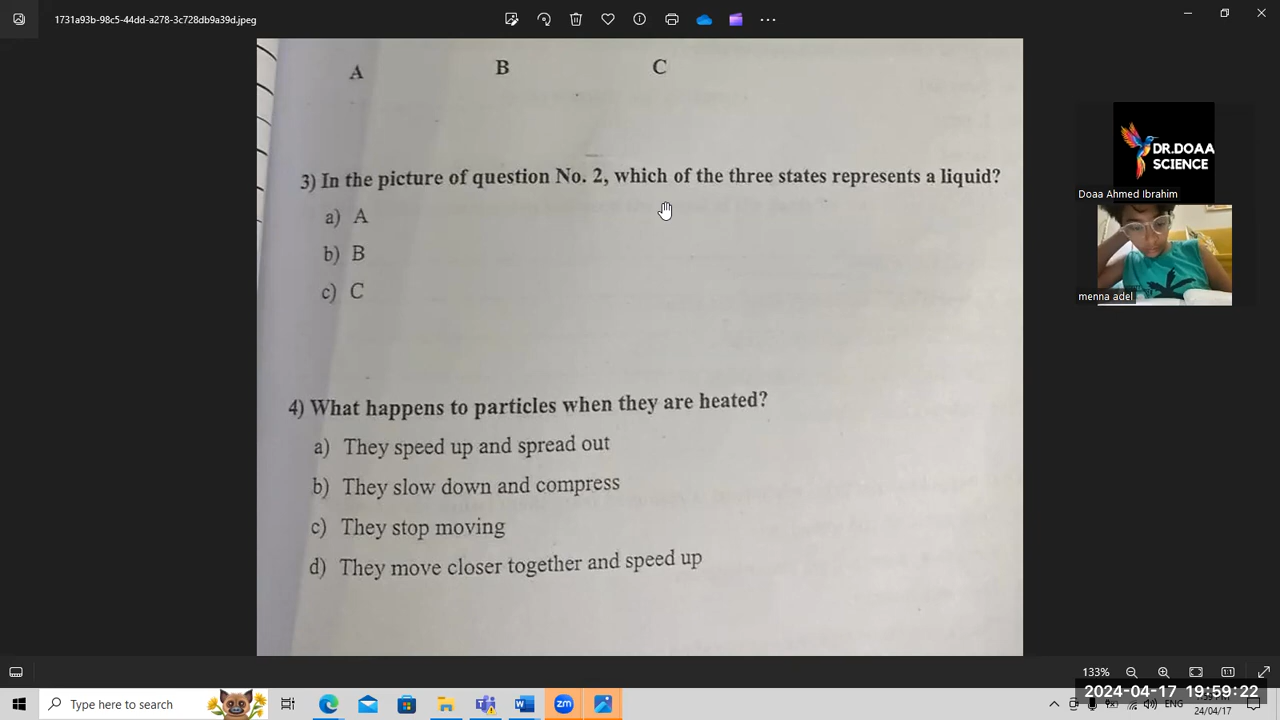 1731a93b-98c5-44dd-a278-3c728db9a39d.jpeg
A B C
3) In the picture of question No. 2, which of the three states represents a liquid?
a) A
b) B
c) C
4) What happens to particles when they are heated?
a) They speed up and spread out
b) They slow down and compress
c) They stop moving
d) They move closer together and speed up
DR.DOAA
SCIENCE
Doaa Ahmed Ibrahim
menna adel
133%
Type here to search
zm
ENG
2024-04-17 19:59:22
24/04/17